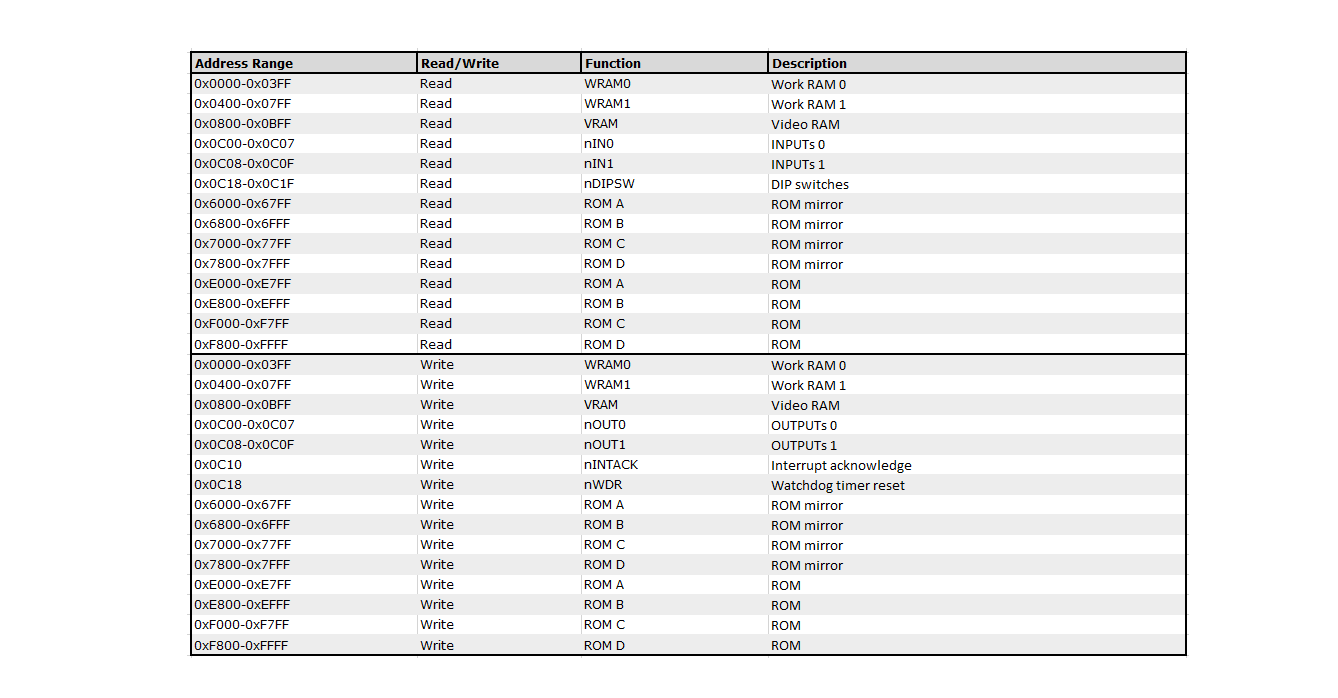 Address Range Read/Write Function Description
0x0000-0x03FF Read WRAM0 Work RAM 0
0x0400-0x07FF Read WRAM1 Work RAM 1
0x0800-0x0BFF Read VRAM Video RAM
0x0C00-0x0C07 Read nIN0 INPUTs 0
0x0C08-0x0C0F Read nIN1 INPUTs 1
0x0C18-0x0C1F Read nDIPSW DIP switches
0x6000-0x67FF Read ROM A ROM mirror
0x6800-0x6FFF Read ROM B ROM mirror
0x7000-0x77FF Read ROM C ROM mirror
0x7800-0x7FFF Read ROM D ROM mirror
0xE000-0xE7FF Read ROM A ROM
0xE800-0xEFFF Read ROM B ROM
0xF000-0xF7FF Read ROM C ROM
0xF800-0xFFFF Read ROM D ROM
0x0000-0x03FF Write WRAM0 Work RAM 0
0x0400-0x07FF Write WRAM1 Work RAM 1
0x0800-0x0BFF Write VRAM Video RAM
0x0C00-0x0C07 Write nOUT0 OUTPUTs 0
0x0C08-0x0C0F Write nOUT1 OUTPUTs 1
0x0C10 Write nINTACK Interrupt acknowledge
0x0C18 Write nWDR Watchdog timer reset
0x6000-0x67FF Write ROM A ROM mirror
0x6800-0x6FFF Write ROM B ROM mirror
0x7000-0x77FF Write ROM C ROM mirror
0x7800-0x7FFF Write ROM D ROM mirror
0xE000-0xE7FF Write ROM A ROM
0xE800-0xEFFF Write ROM B ROM
0xF000-0xF7FF Write ROM C ROM
0xF800-0xFFFF Write ROM D ROM